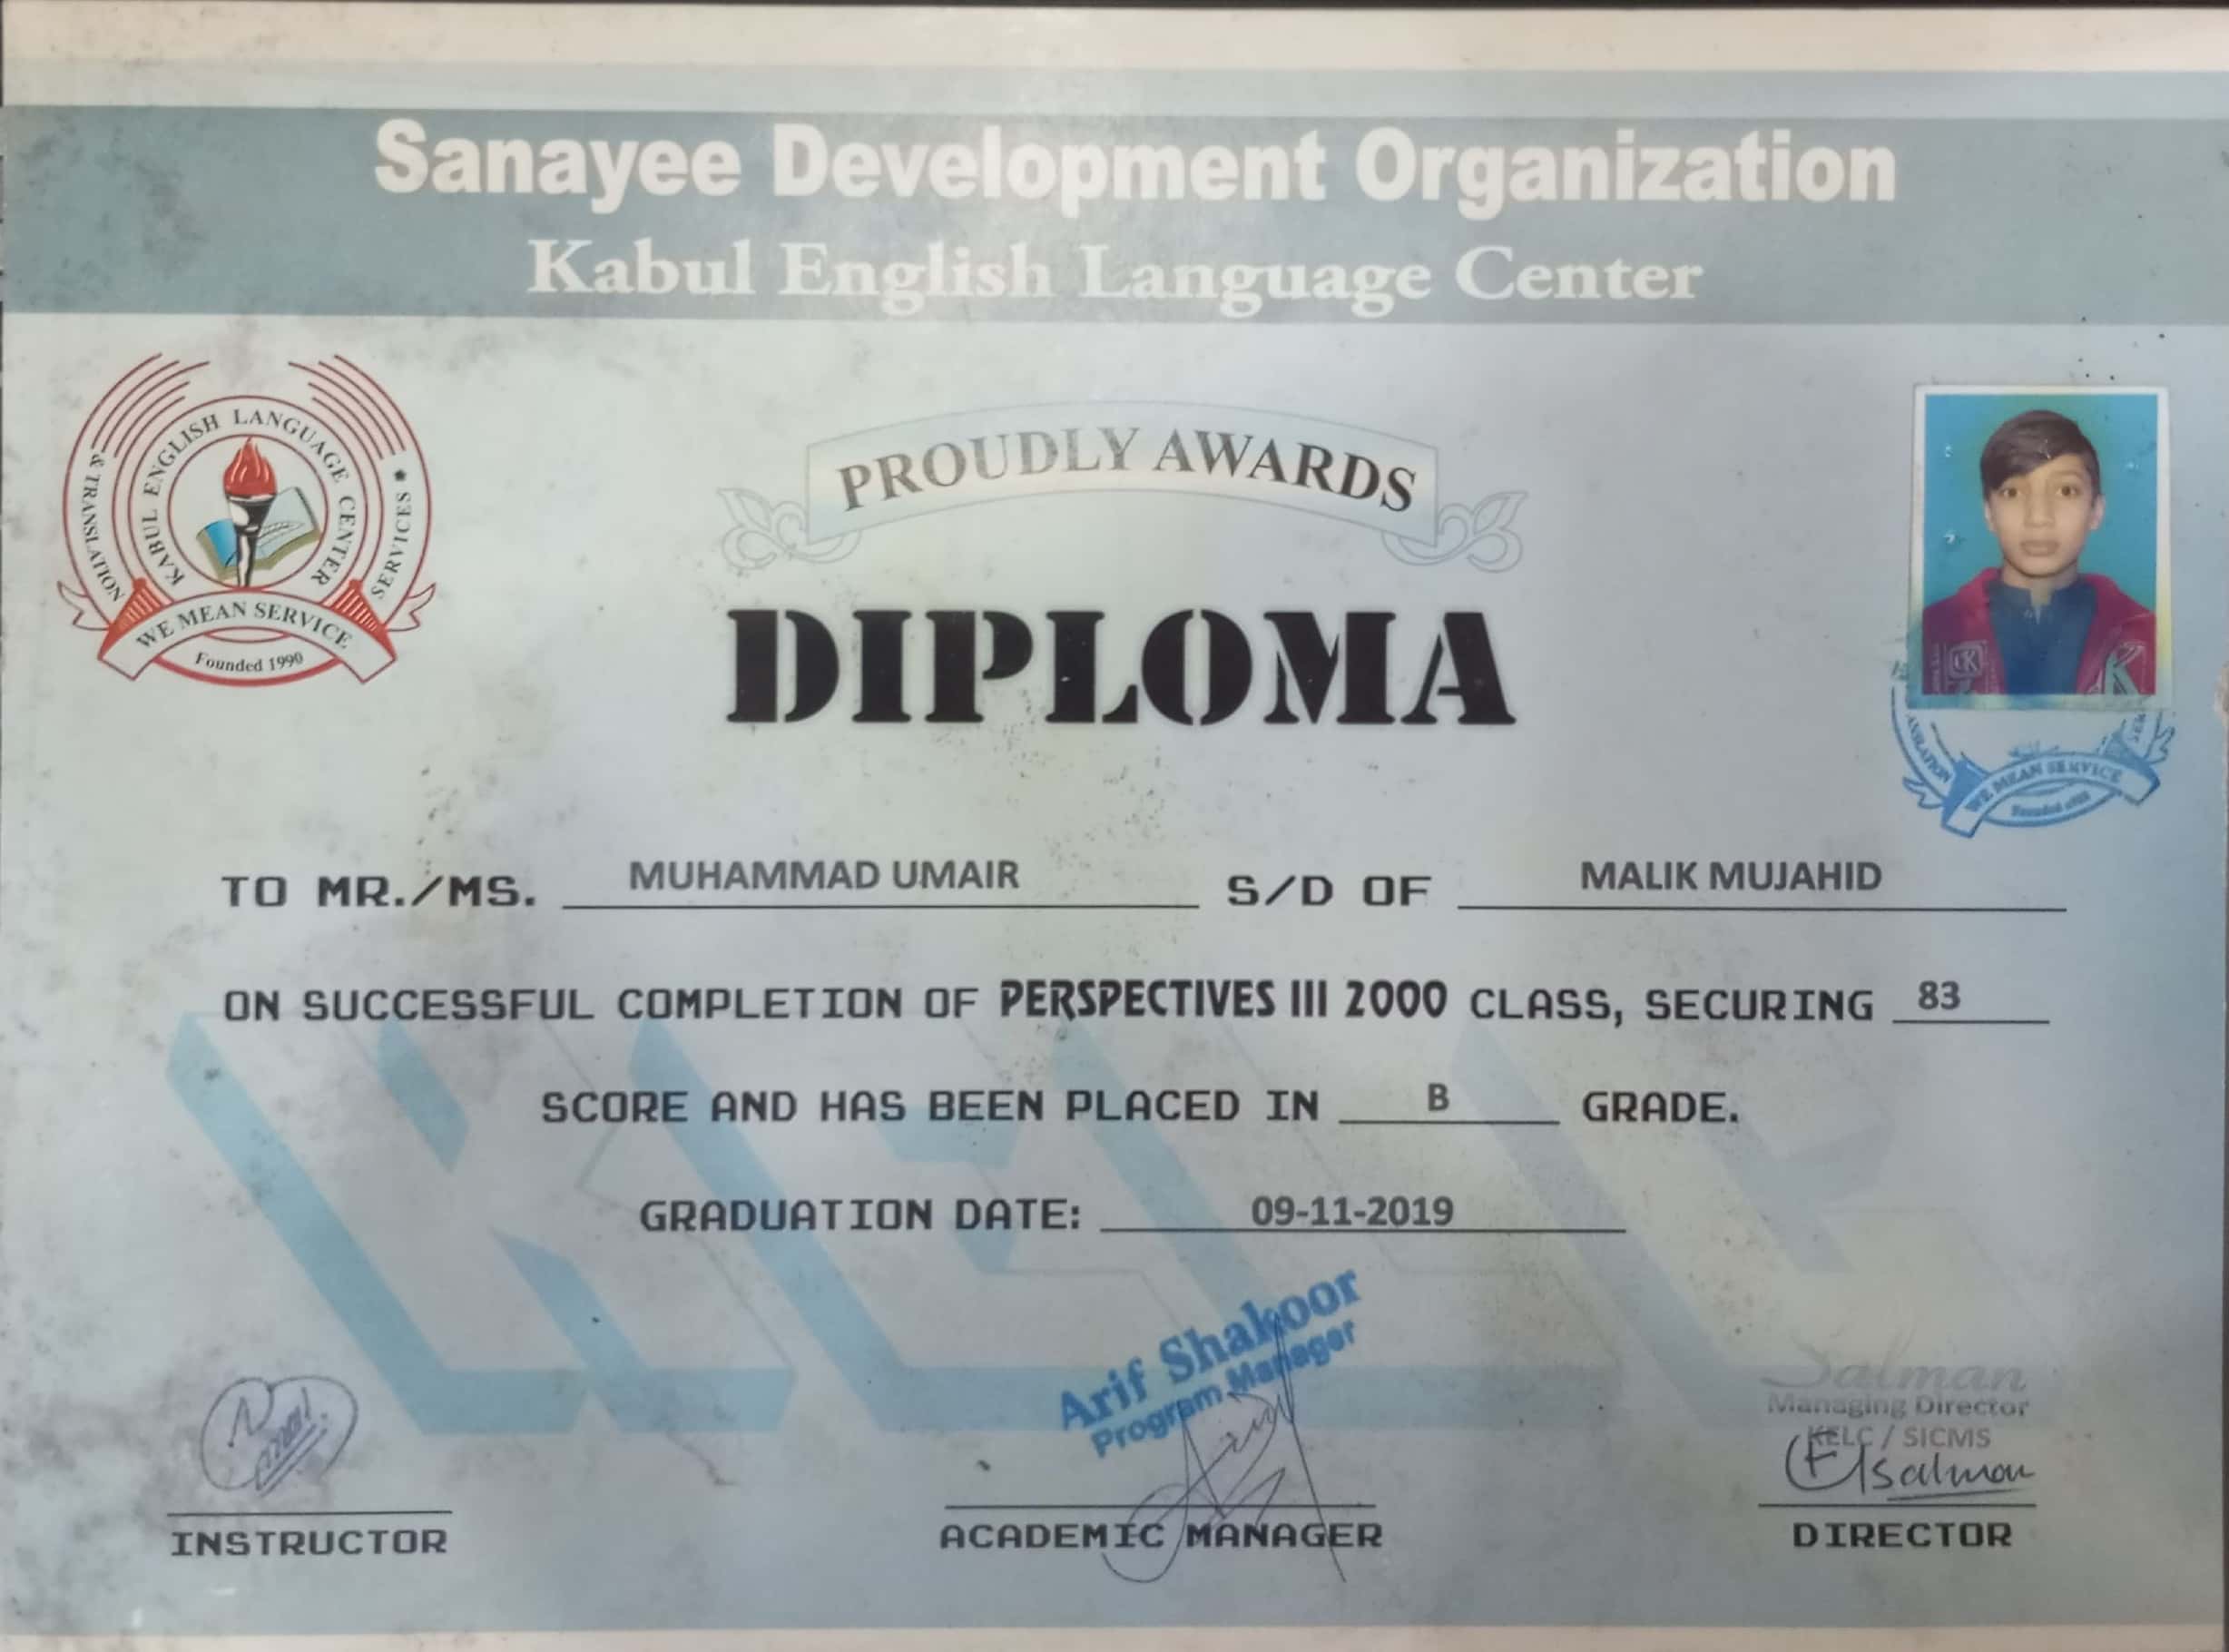 Sanayee Development Organization
Kabul English Language Center
KABUL ENGLISH LANGUAGE CENTER
& TRANSLATION SERVICES
WE MEAN SERVICE
Founded 1990
PROUDLY AWARDS
DIPLOMA
WE MEAN SERVICE
TO MR./MS. MUHAMMAD UMAIR S/D OF MALIK MUJAHID
ON SUCCESSFUL COMPLETION OF PERSPECTIVES III 2000 CLASS, SECURING 83
SCORE AND HAS BEEN PLACED IN B GRADE.
GRADUATION DATE: 09-11-2019
Arif Shakoor
Program Manager
Salman
Managing Director
KELC / SICMS
Salman
INSTRUCTOR
ACADEMIC MANAGER
DIRECTOR